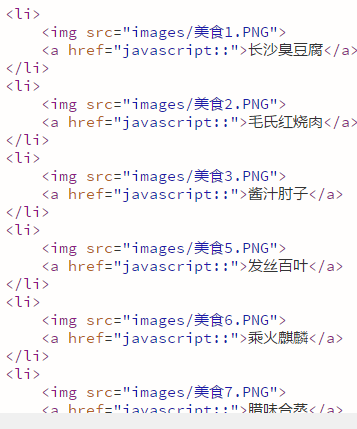 <li>
<img src="images/美食1.PNG">
<a href="javascript::">长沙臭豆腐</a>
</li>
<li>
<img src="images/美食2.PNG">
<a href="javascript::">毛氏红烧肉</a>
</li>
<li>
<img src="images/美食3.PNG">
<a href="javascript::">酱汁肘子</a>
</li>
<li>
<img src="images/美食5.PNG">
<a href="javascript::">发丝百叶</a>
</li>
<li>
<img src="images/美食6.PNG">
<a href="javascript::">乘火麒麟</a>
</li>
<li>
<img src="images/美食7.PNG">
<a href="javascript::">腊味合蒸</a>